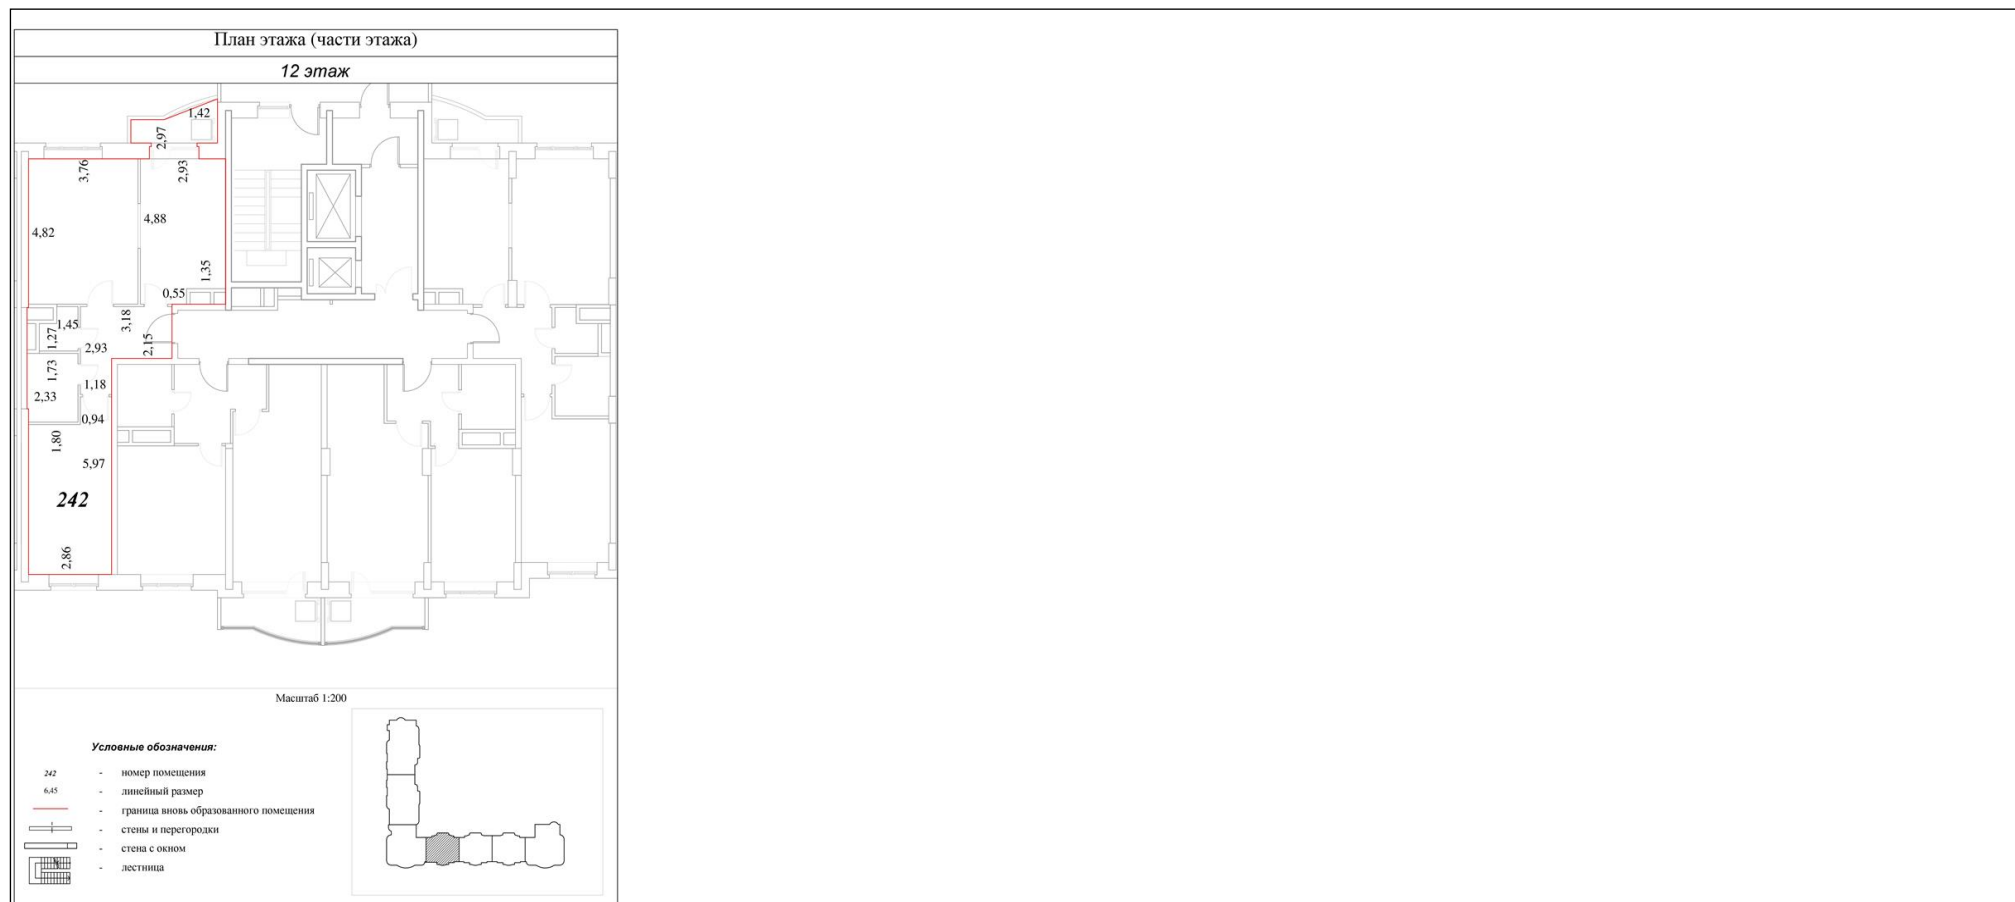 План этажа (части этажа)
12 этаж
1,42
2,97
3,76
2,93
4,88
4,82
1,35
0,55
3,18
1,45
1,27
2,15
2,93
1,73
1,18
2,33
0,94
1,80
5,97
242
2,86
Масштаб 1:200
Условные обозначения:
242 - номер помещения
6,45 - линейный размер
- граница вновь образованного помещения
- стены и перегородки
- стена с окном
- лестница